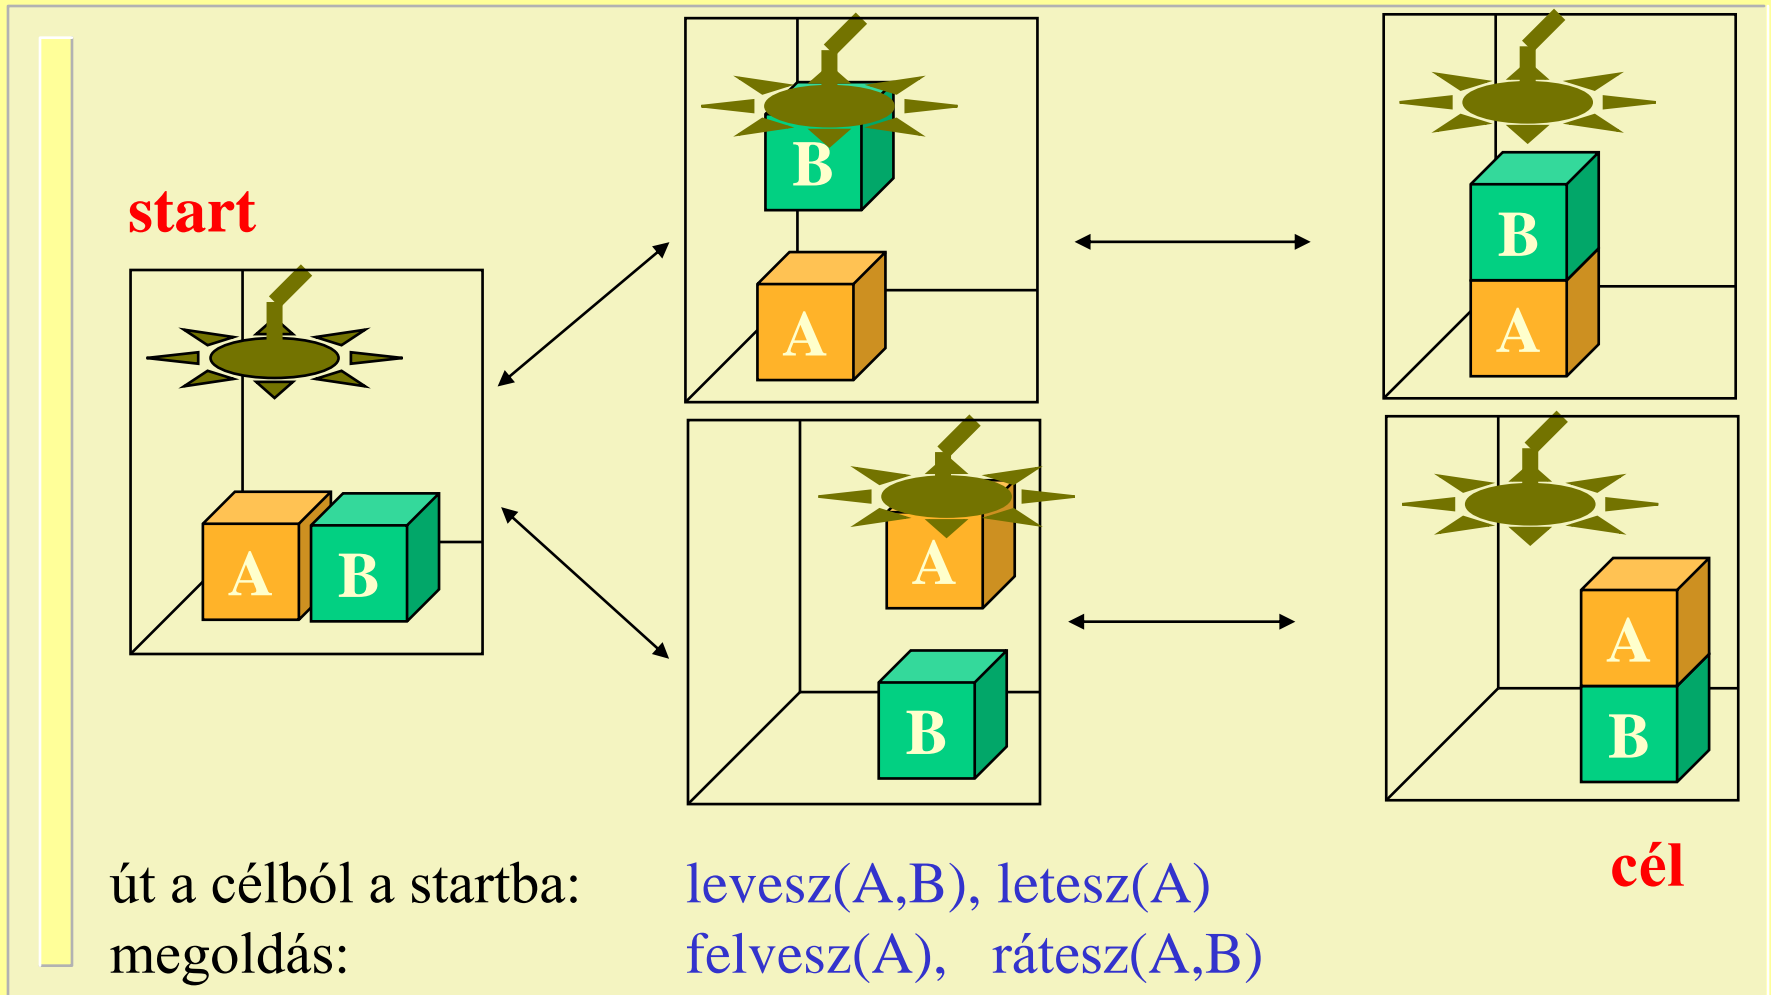 start
A B
B
A
B
A
A
B
A
B
cél
út a célból a startba: levesz(A,B), letesz(A)
megoldás: felvesz(A), rátesz(A,B)